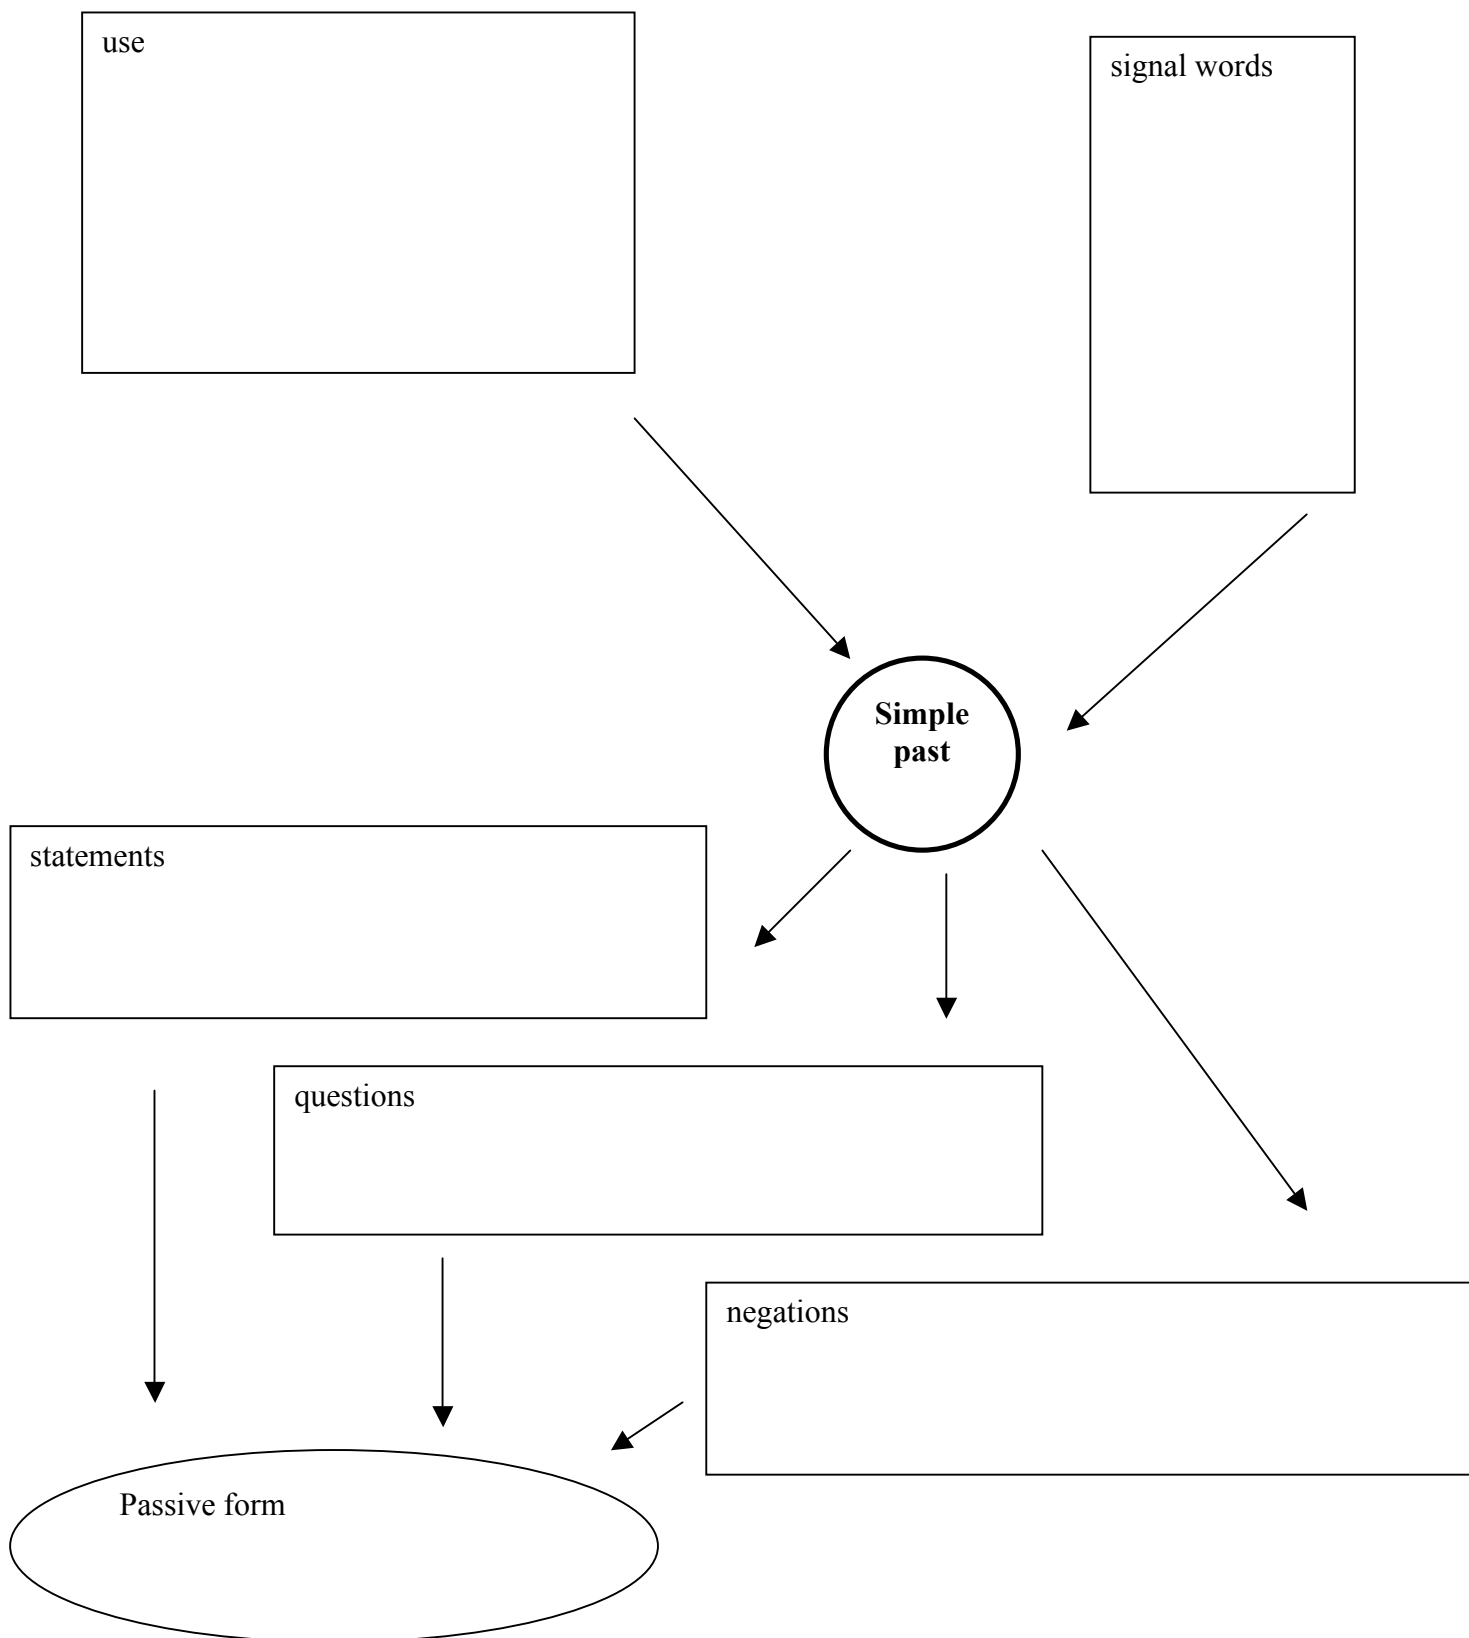 use
signal words
Simple
past
statements
questions
negations
Passive form